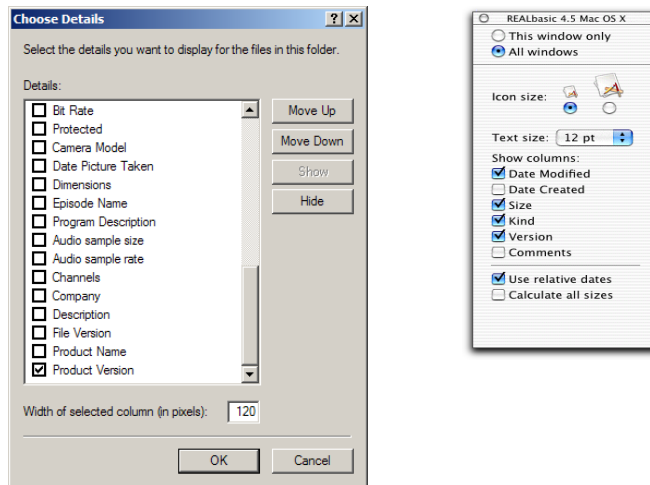 Choose Details
Select the details you want to display for the files in this folder.
Details:
Bit Rate
Protected
Camera Model
Date Picture Taken
Dimensions
Episode Name
Program Description
Audio sample size
Audio sample rate
Channels
Company
Description
File Version
Product Name
Product Version
Move Up
Move Down
Show
Hide
Width of selected column (in pixels): 120
OK Cancel
REALbasic 4.5 Mac OS X
This window only
All windows
Icon size:
Text size: 12 pt
Show columns:
Date Modified
Date Created
Size
Kind
Version
Comments
Use relative dates
Calculate all sizes